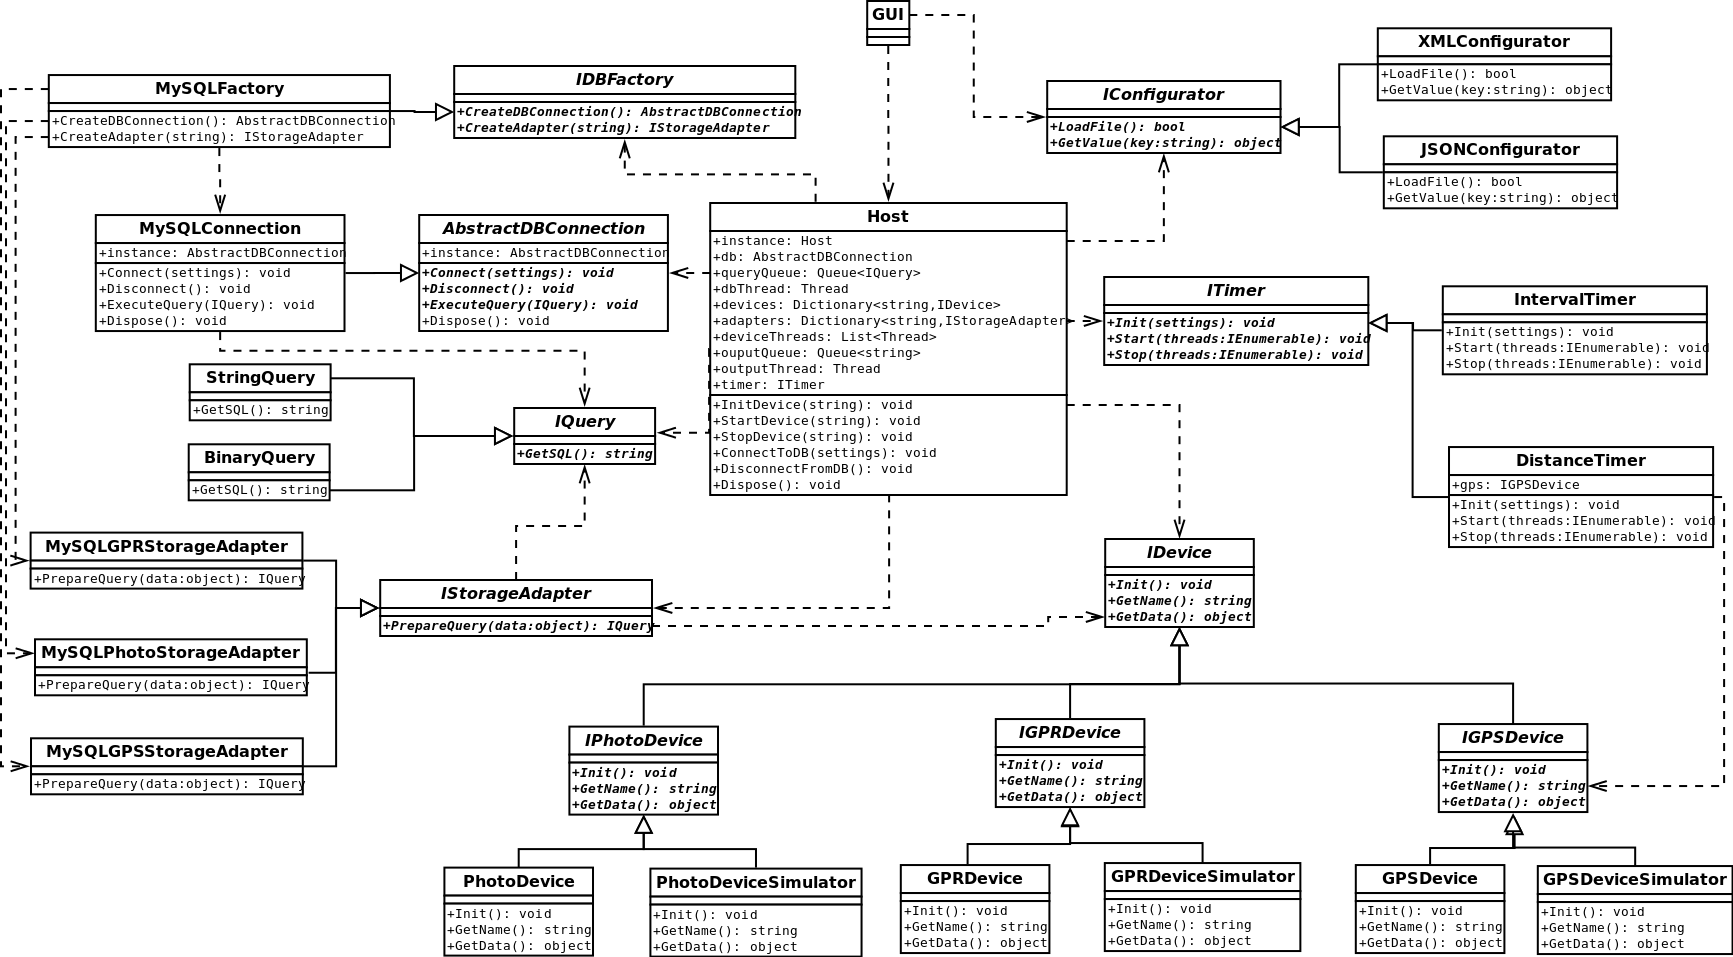 GUI
XMLConfigurator
+LoadFile(): bool
+GetValue(key:string): object
MySQLFactory
+CreateDBConnection(): AbstractDBConnection
+CreateAdapter(string): IStorageAdapter
IDBFactory
+CreateDBConnection(): AbstractDBConnection
+CreateAdapter(string): IStorageAdapter
IConfigurator
+LoadFile(): bool
+GetValue(key:string): object
JSONConfigurator
+LoadFile(): bool
+GetValue(key:string): object
MySQLConnection
+instance: AbstractDBConnection
+Connect(settings): void
+Disconnect(): void
+ExecuteQuery(IQuery): void
+Dispose(): void
AbstractDBConnection
+instance: AbstractDBConnection
+Connect(settings): void
+Disconnect(): void
+ExecuteQuery(IQuery): void
+Dispose(): void
Host
+instance: Host
+db: AbstractDBConnection
+queryQueue: Queue<IQuery>
+dbThread: Thread
+devices: Dictionary<string,IDevice>
+adapters: Dictionary<string,IStorageAdapter>
+deviceThreads: List<Thread>
+ouputQueue: Queue<string>
+outputThread: Thread
+timer: ITimer
+InitDevice(string): void
+StartDevice(string): void
+StopDevice(string): void
+ConnectToDB(settings): void
+DisconnectFromDB(): void
+Dispose(): void
ITimer
+Init(settings): void
+Start(threads:IEnumerable): void
+Stop(threads:IEnumerable): void
IntervalTimer
+Init(settings): void
+Start(threads:IEnumerable): void
+Stop(threads:IEnumerable): void
StringQuery
+GetSQL(): string
IQuery
+GetSQL(): string
BinaryQuery
+GetSQL(): string
DistanceTimer
+gps: IGPSDevice
+Init(settings): void
+Start(threads:IEnumerable): void
+Stop(threads:IEnumerable): void
MySQLGPRStorageAdapter
+PrepareQuery(data:object): IQuery
IStorageAdapter
+PrepareQuery(data:object): IQuery
IDevice
+Init(): void
+GetName(): string
+GetData(): object
MySQLPhotoStorageAdapter
+PrepareQuery(data:object): IQuery
MySQLGPSStorageAdapter
+PrepareQuery(data:object): IQuery
IPhotoDevice
+Init(): void
+GetName(): string
+GetData(): object
IGPRDevice
+Init(): void
+GetName(): string
+GetData(): object
IGPSDevice
+Init(): void
+GetName(): string
+GetData(): object
PhotoDevice
+Init(): void
+GetName(): string
+GetData(): object
PhotoDeviceSimulator
+Init(): void
+GetName(): string
+GetData(): object
GPRDevice
+Init(): void
+GetName(): string
+GetData(): object
GPRDeviceSimulator
+Init(): void
+GetName(): string
+GetData(): object
GPSDevice
+Init(): void
+GetName(): string
+GetData(): object
GPSDeviceSimulator
+Init(): void
+GetName(): string
+GetData(): object